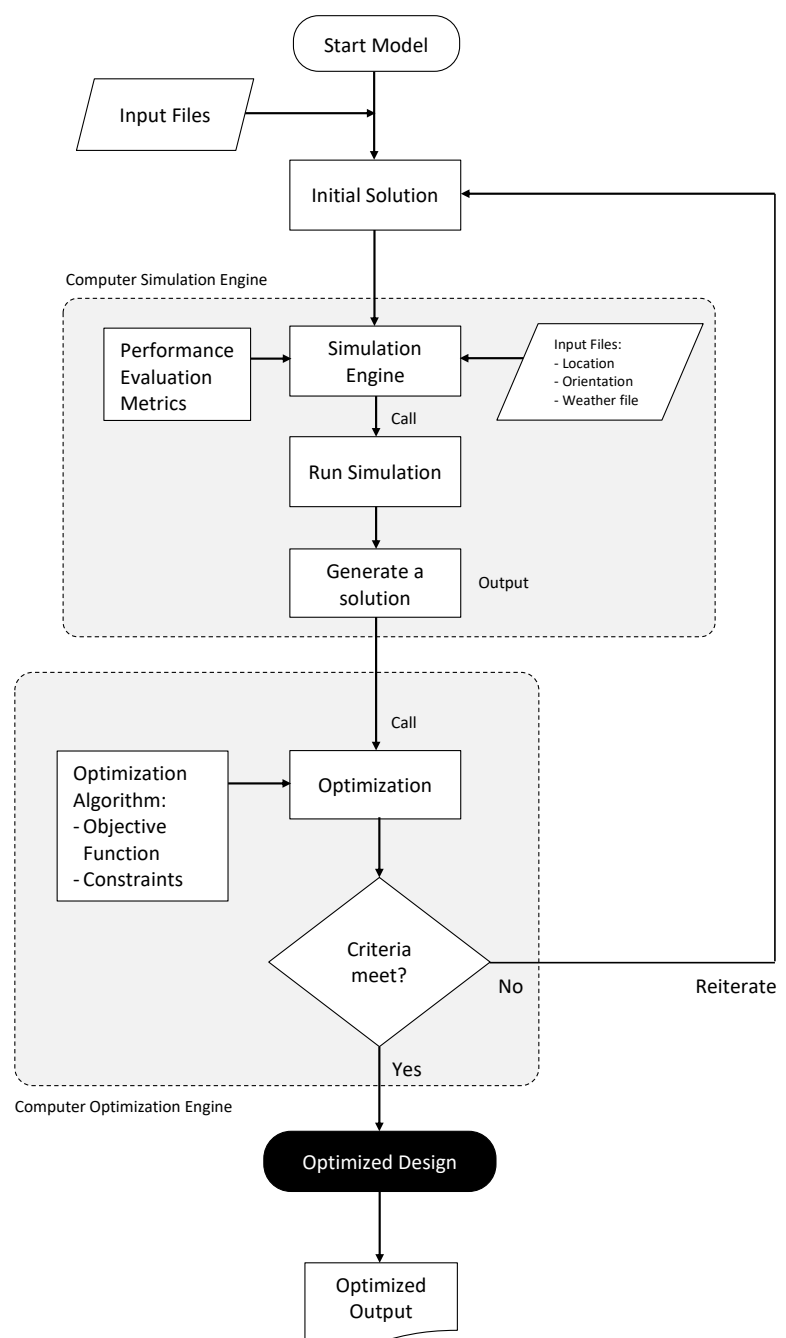 Start Model
Input Files
Initial Solution
Computer Simulation Engine
Performance
Evaluation
Metrics
Simulation
Engine
Input Files:
- Location
- Orientation
- Weather file
Call
Run Simulation
Generate a
solution
Output
Call
Optimization
Algorithm:
- Objective
Function
- Constraints
Optimization
Criteria
meet?
No
Reiterate
Yes
Computer Optimization Engine
Optimized Design
Optimized
Output